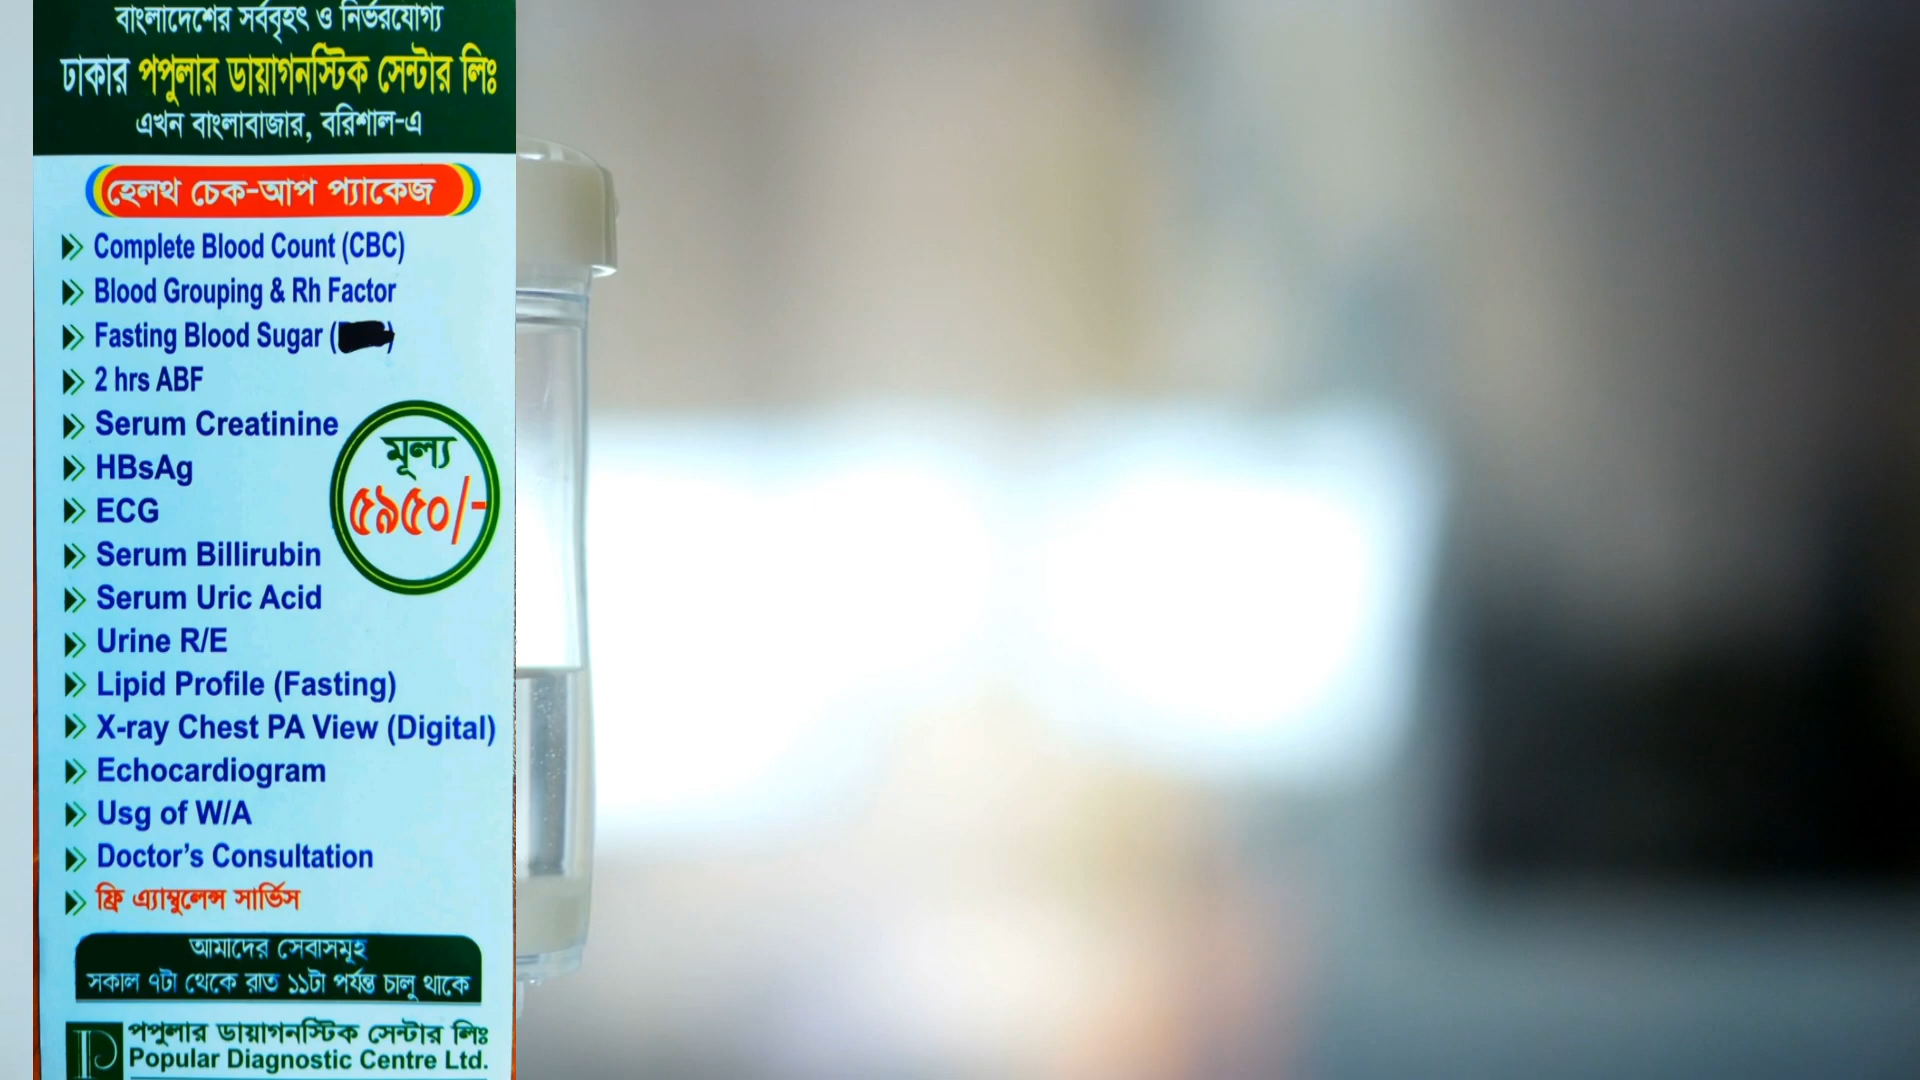 বাংলাদেশের সর্ববৃহৎ ও নির্ভরযোগ্য
ঢাকার পপুলার ডায়াগনস্টিক সেন্টার লিঃ
এখন বাংলাবাজার, বরিশাল-এ
হেলথ চেক-আপ প্যাকেজ
Complete Blood Count (CBC)
Blood Grouping & Rh Factor
Fasting Blood Sugar (
2 hrs ABF
Serum Creatinine
HBsAg
ECG
Serum Billirubin
Serum Uric Acid
Urine R/E
Lipid Profile (Fasting)
X-ray Chest PA View (Digital)
Echocardiogram
Usg of W/A
Doctor's Consultation
ফ্রি এ্যাম্বুলেন্স সার্ভিস
মূল্য
৫৯৫০/-
আমাদের সেবাসমূহ
সকাল ৭টা থেকে রাত ১১টা পর্যন্ত চালু থাকে
পপুলার ডায়াগনস্টিক সেন্টার লিঃ
Popular Diagnostic Centre Ltd.